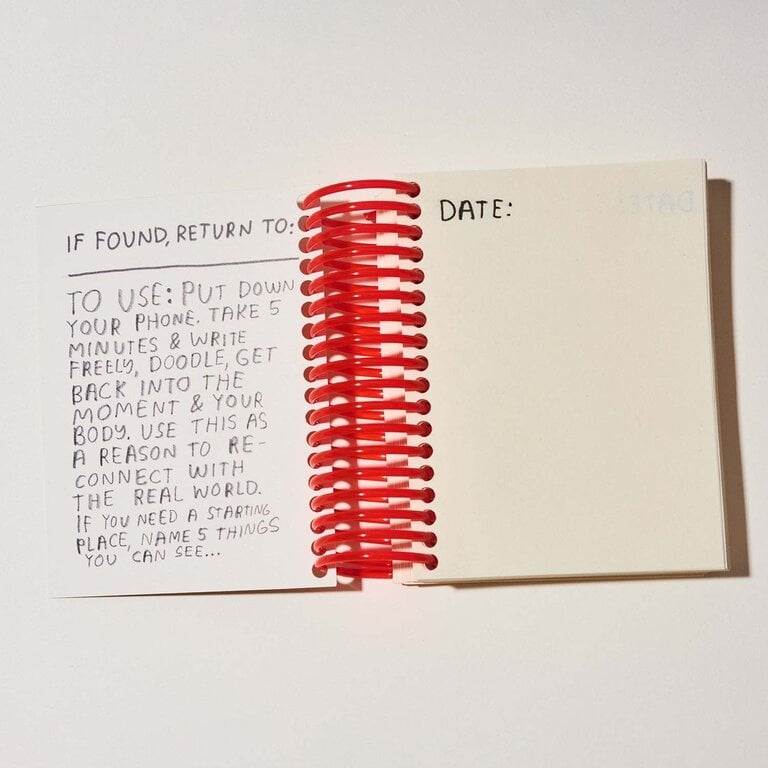 IF FOUND, RETURN TO:
TO USE: PUT DOWN
YOUR PHONE. TAKE 5
MINUTES & WRITE
FREELY, DOODLE, GET
BACK INTO THE
MOMENT & YOUR
BODY. USE THIS AS
A REASON TO RE-
CONNECT WITH
THE REAL WORLD.
IF YOU NEED A STARTING
PLACE, NAME 5 THINGS
YOU CAN SEE...
DATE:
DATE: